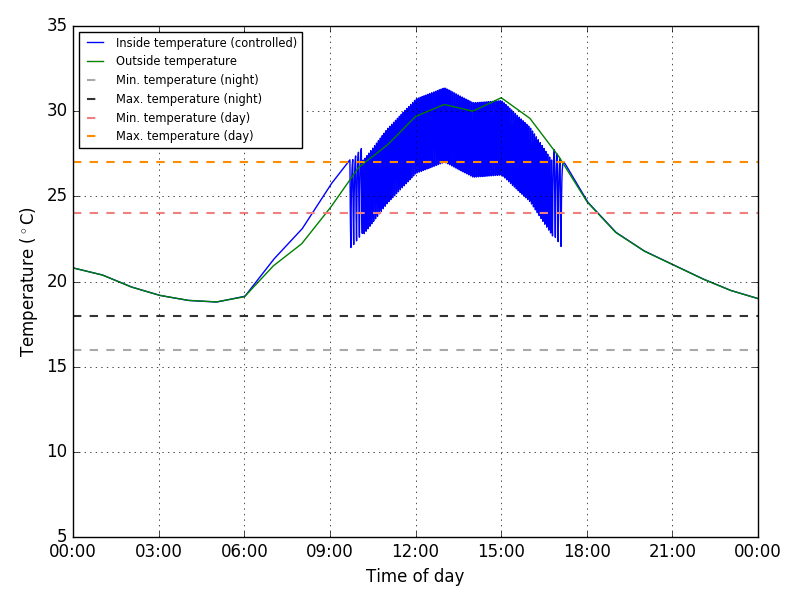 35
30
25
20
15
10
5
Temperature (°C)
Inside temperature (controlled)
Outside temperature
Min. temperature (night)
Max. temperature (night)
Min. temperature (day)
Max. temperature (day)
00:00 03:00 06:00 09:00 12:00 15:00 18:00 21:00 00:00
Time of day